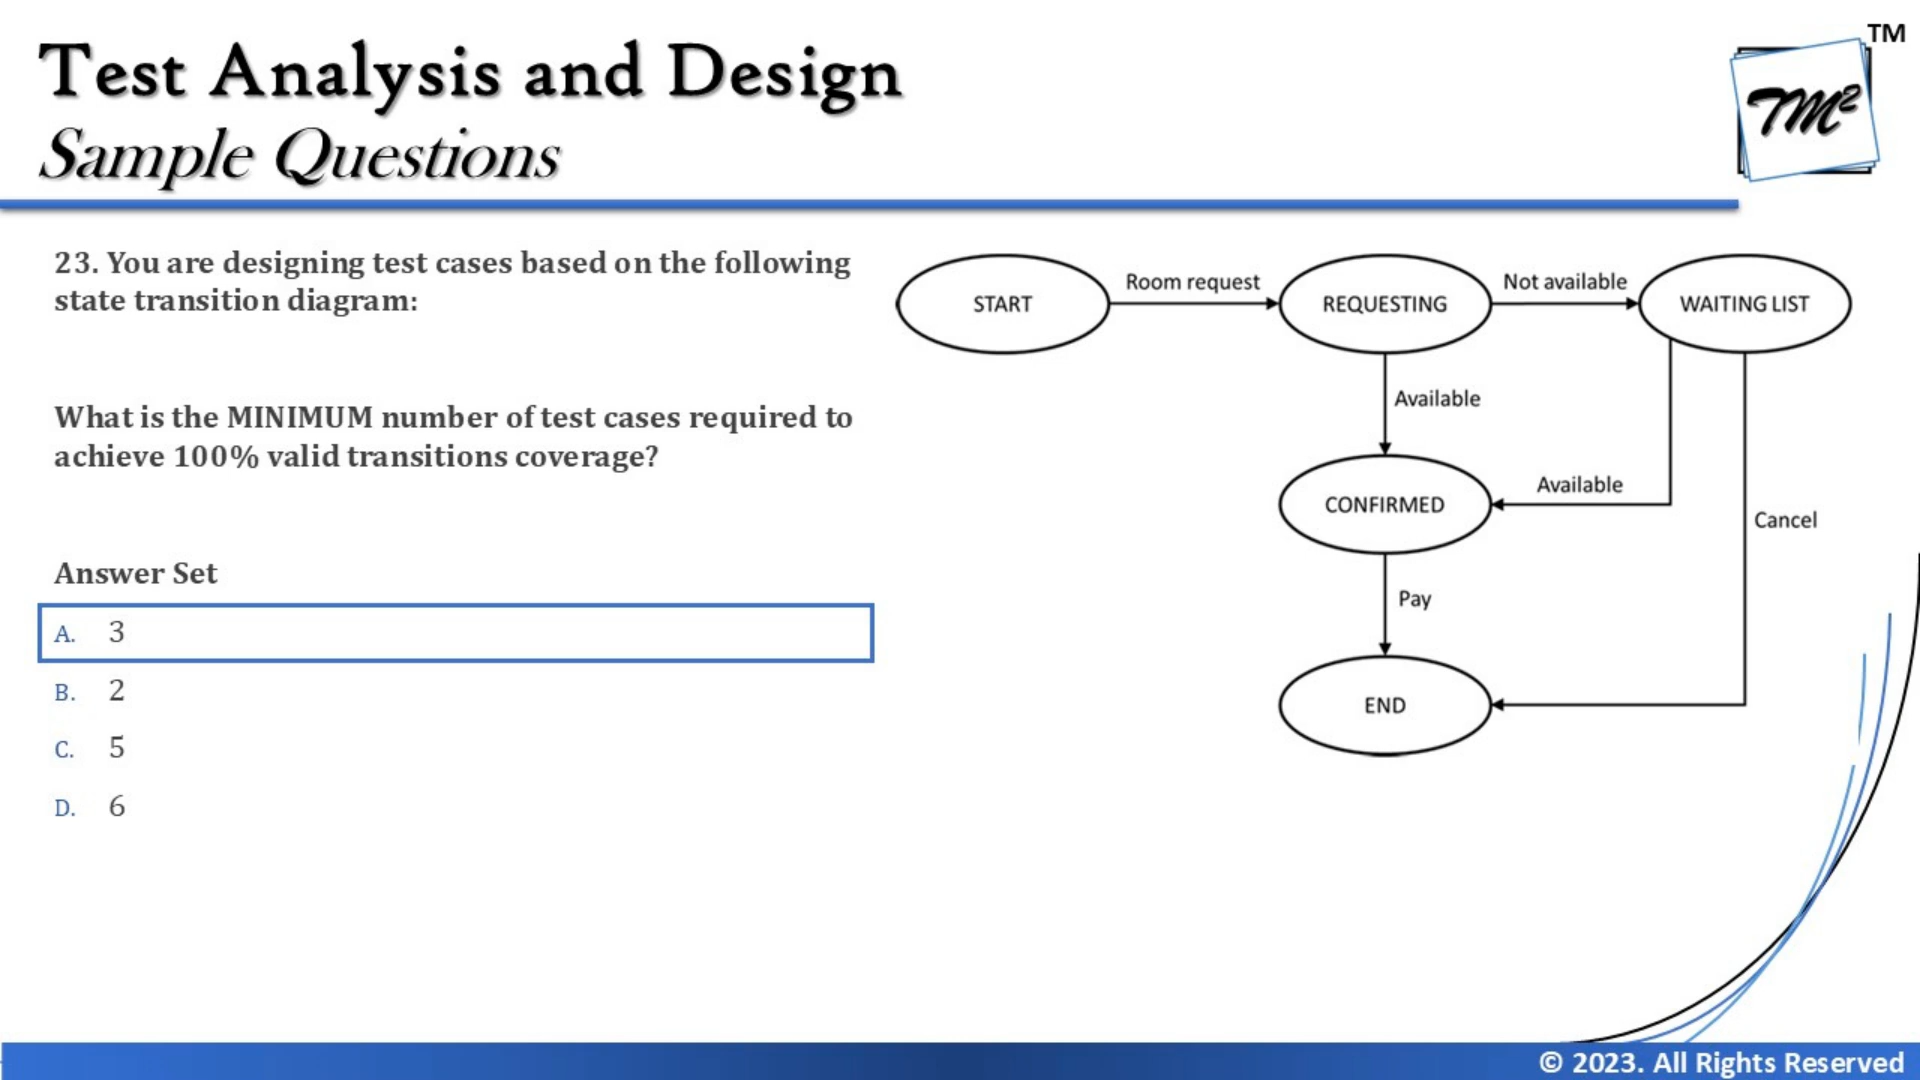 Test Analysis and Design
Sample Questions
TM
TM²
23. You are designing test cases based on the following
state transition diagram:
What is the MINIMUM number of test cases required to
achieve 100% valid transitions coverage?
Answer Set
A. 3
B. 2
C. 5
D. 6
START
Room request
REQUESTING
Not available
WAITING LIST
Available
CONFIRMED
Available
Cancel
Pay
END
© 2023. All Rights Reserved